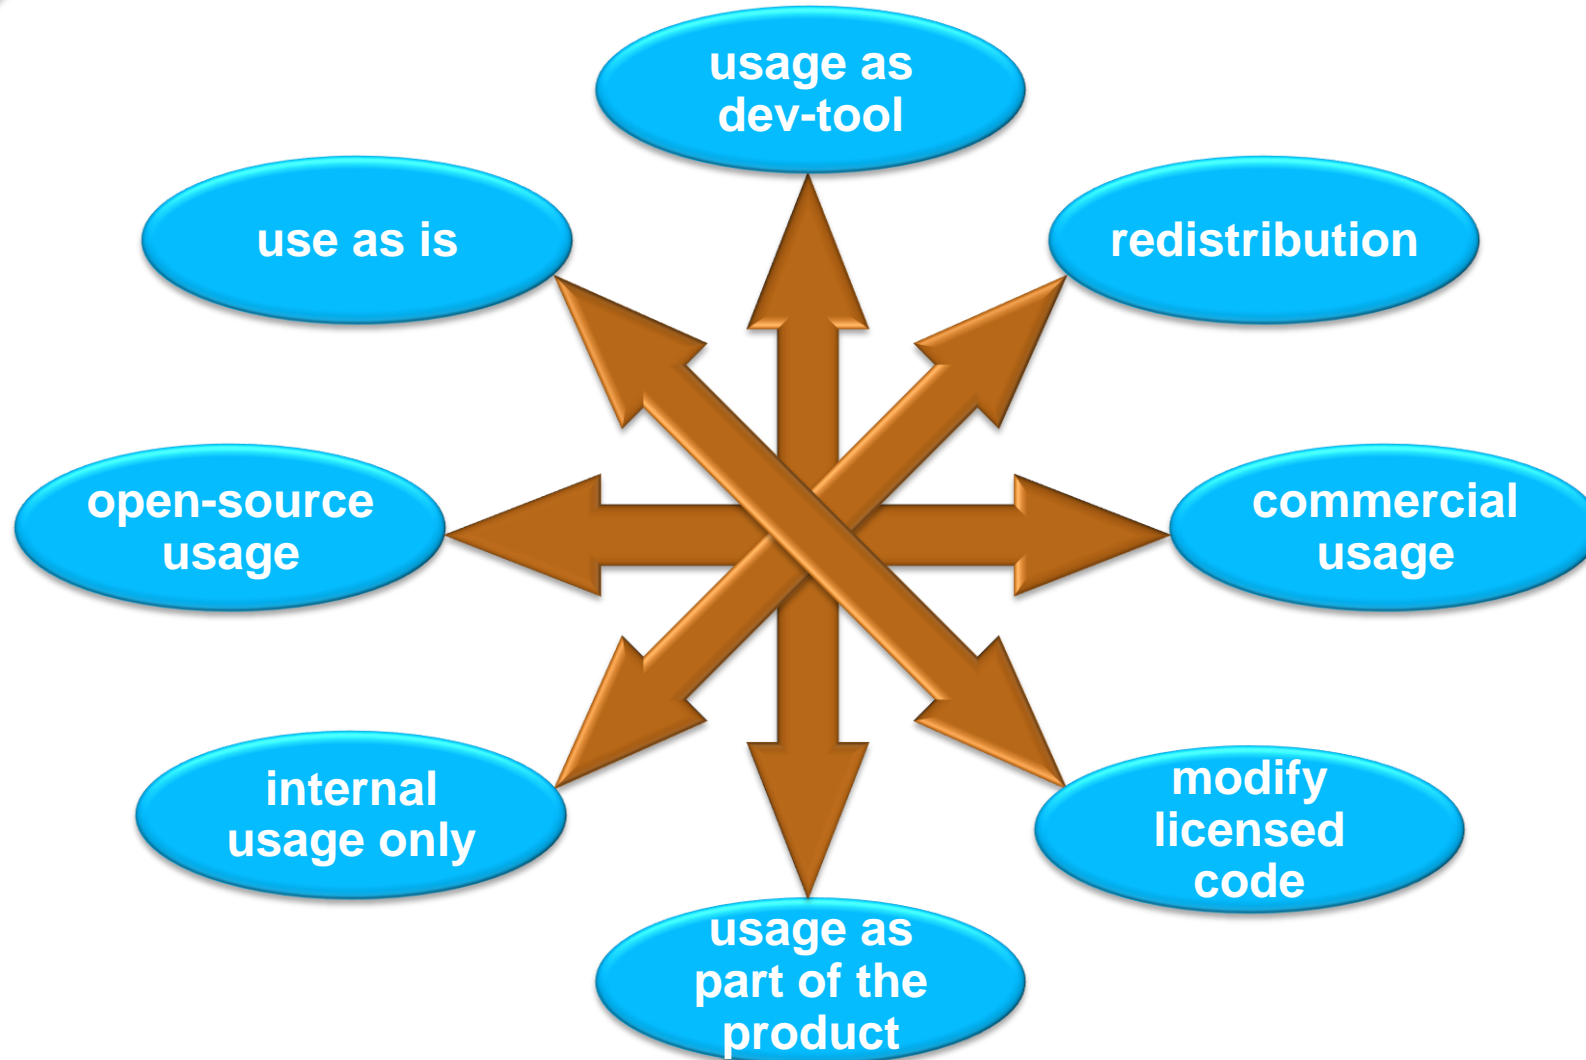 usage as
dev-tool
use as is
redistribution
open-source
usage
commercial
usage
internal
usage only
modify
licensed
code
usage as
part of the
product